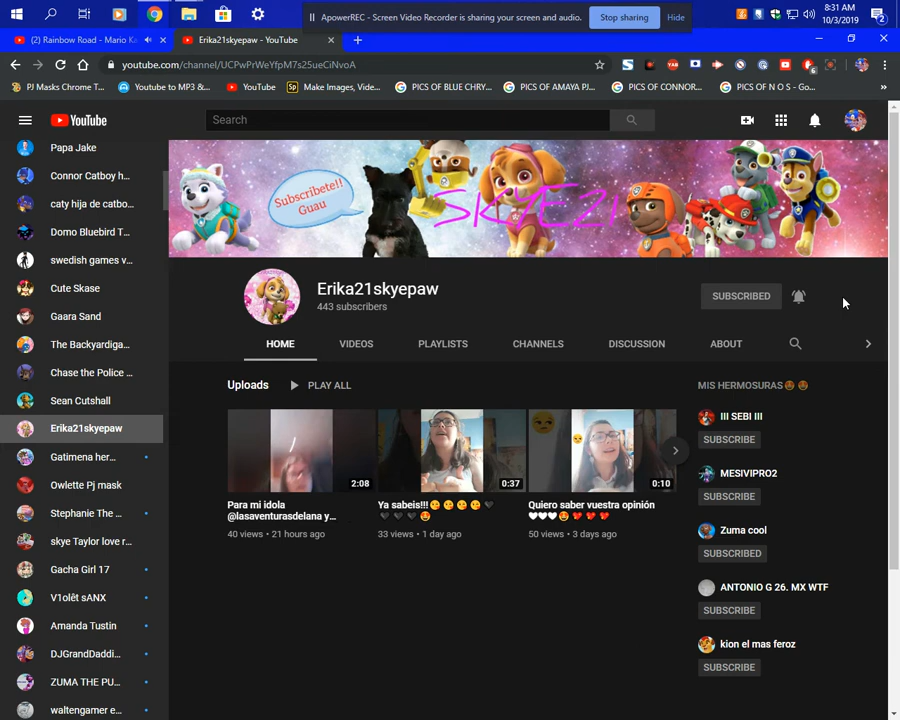 ApowerREC - Screen Video Recorder is sharing your screen and audio.
Stop sharing
Hide
8:31 AM
10/3/2019
2
(2) Rainbow Road - Mario Ka
Erika21skyepaw - YouTube
youtube.com/channel/UCPwPrWeYfpM7s25ueCiNvoA
PJ Masks Chrome T...
Youtube to MP3 &...
YouTube
Make Images, Vide...
PICS OF BLUE CHRY...
PICS OF AMAYA PJ...
PICS OF CONNOR...
PICS OF N O S - Go...
YouTube
Search
Papa Jake
Connor Catboy h...
caty hija de catbo...
Domo Bluebird T...
swedish games v...
Cute Skase
Gaara Sand
The Backyardiga...
Chase the Police ...
Sean Cutshall
Erika21skyepaw
Gatimena her...
Owlette Pj mask
Stephanie The ...
skye Taylor love r...
Gacha Girl 17
V1olêt sANX
Amanda Tustin
DJGrandDaddi...
ZUMA THE PU...
waltengamer e...
Subscribete!!
Guau
SKYE21
Erika21skyepaw
443 subscribers
SUBSCRIBED
HOME
VIDEOS
PLAYLISTS
CHANNELS
DISCUSSION
ABOUT
Uploads
PLAY ALL
2:08
0:37
0:10
Para mi idola
@lasaventurasdelana y...
40 views • 21 hours ago
Ya sabeis!!!😘😘😘😘🖤
🖤🖤🖤😍
33 views • 1 day ago
Quiero saber vuestra opinión
🤍🤍🤍😍❤️❤️❤️
50 views • 3 days ago
MIS HERMOSURAS😍😍
III SEBI III
SUBSCRIBE
MESIVIPRO2
SUBSCRIBE
Zuma cool
SUBSCRIBED
ANTONIO G 26. MX WTF
SUBSCRIBE
kion el mas feroz
SUBSCRIBE